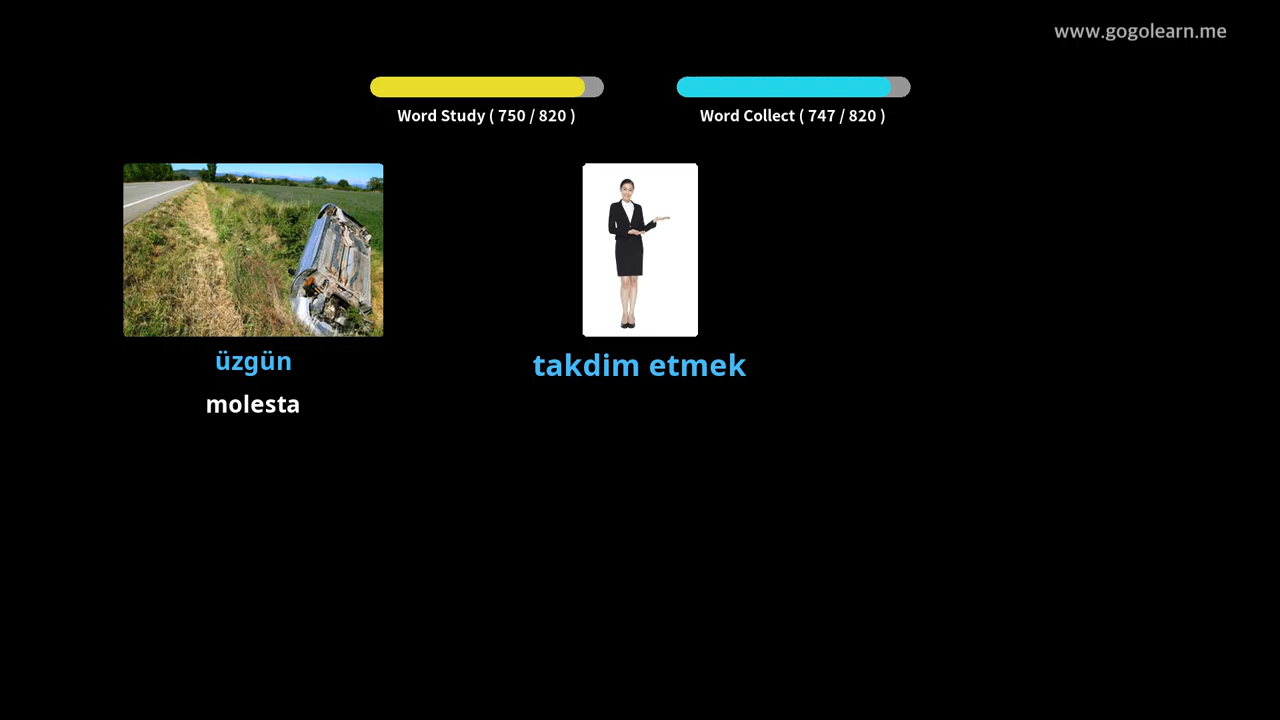 www.gogolearn.me
Word Study ( 750 / 820 )
Word Collect ( 747 / 820 )
üzgün
takdim etmek
molesta